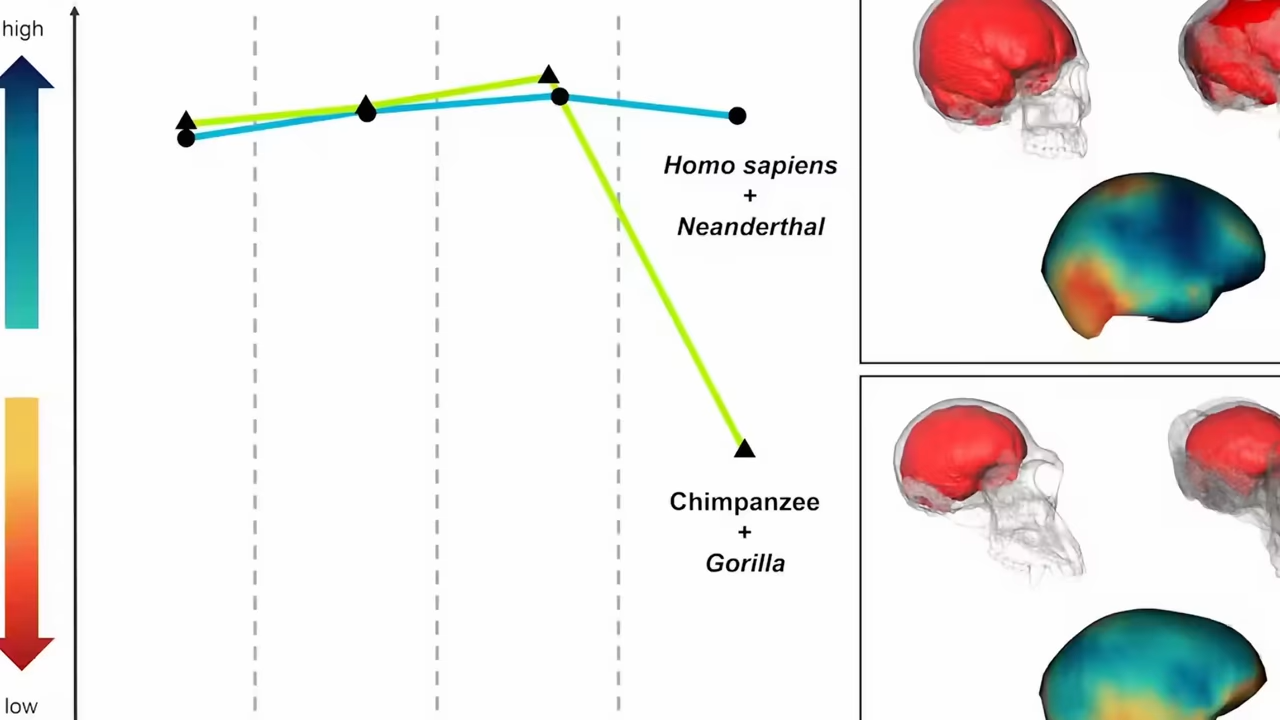 high
Homo sapiens
+
Neanderthal
Chimpanzee
+
Gorilla
low